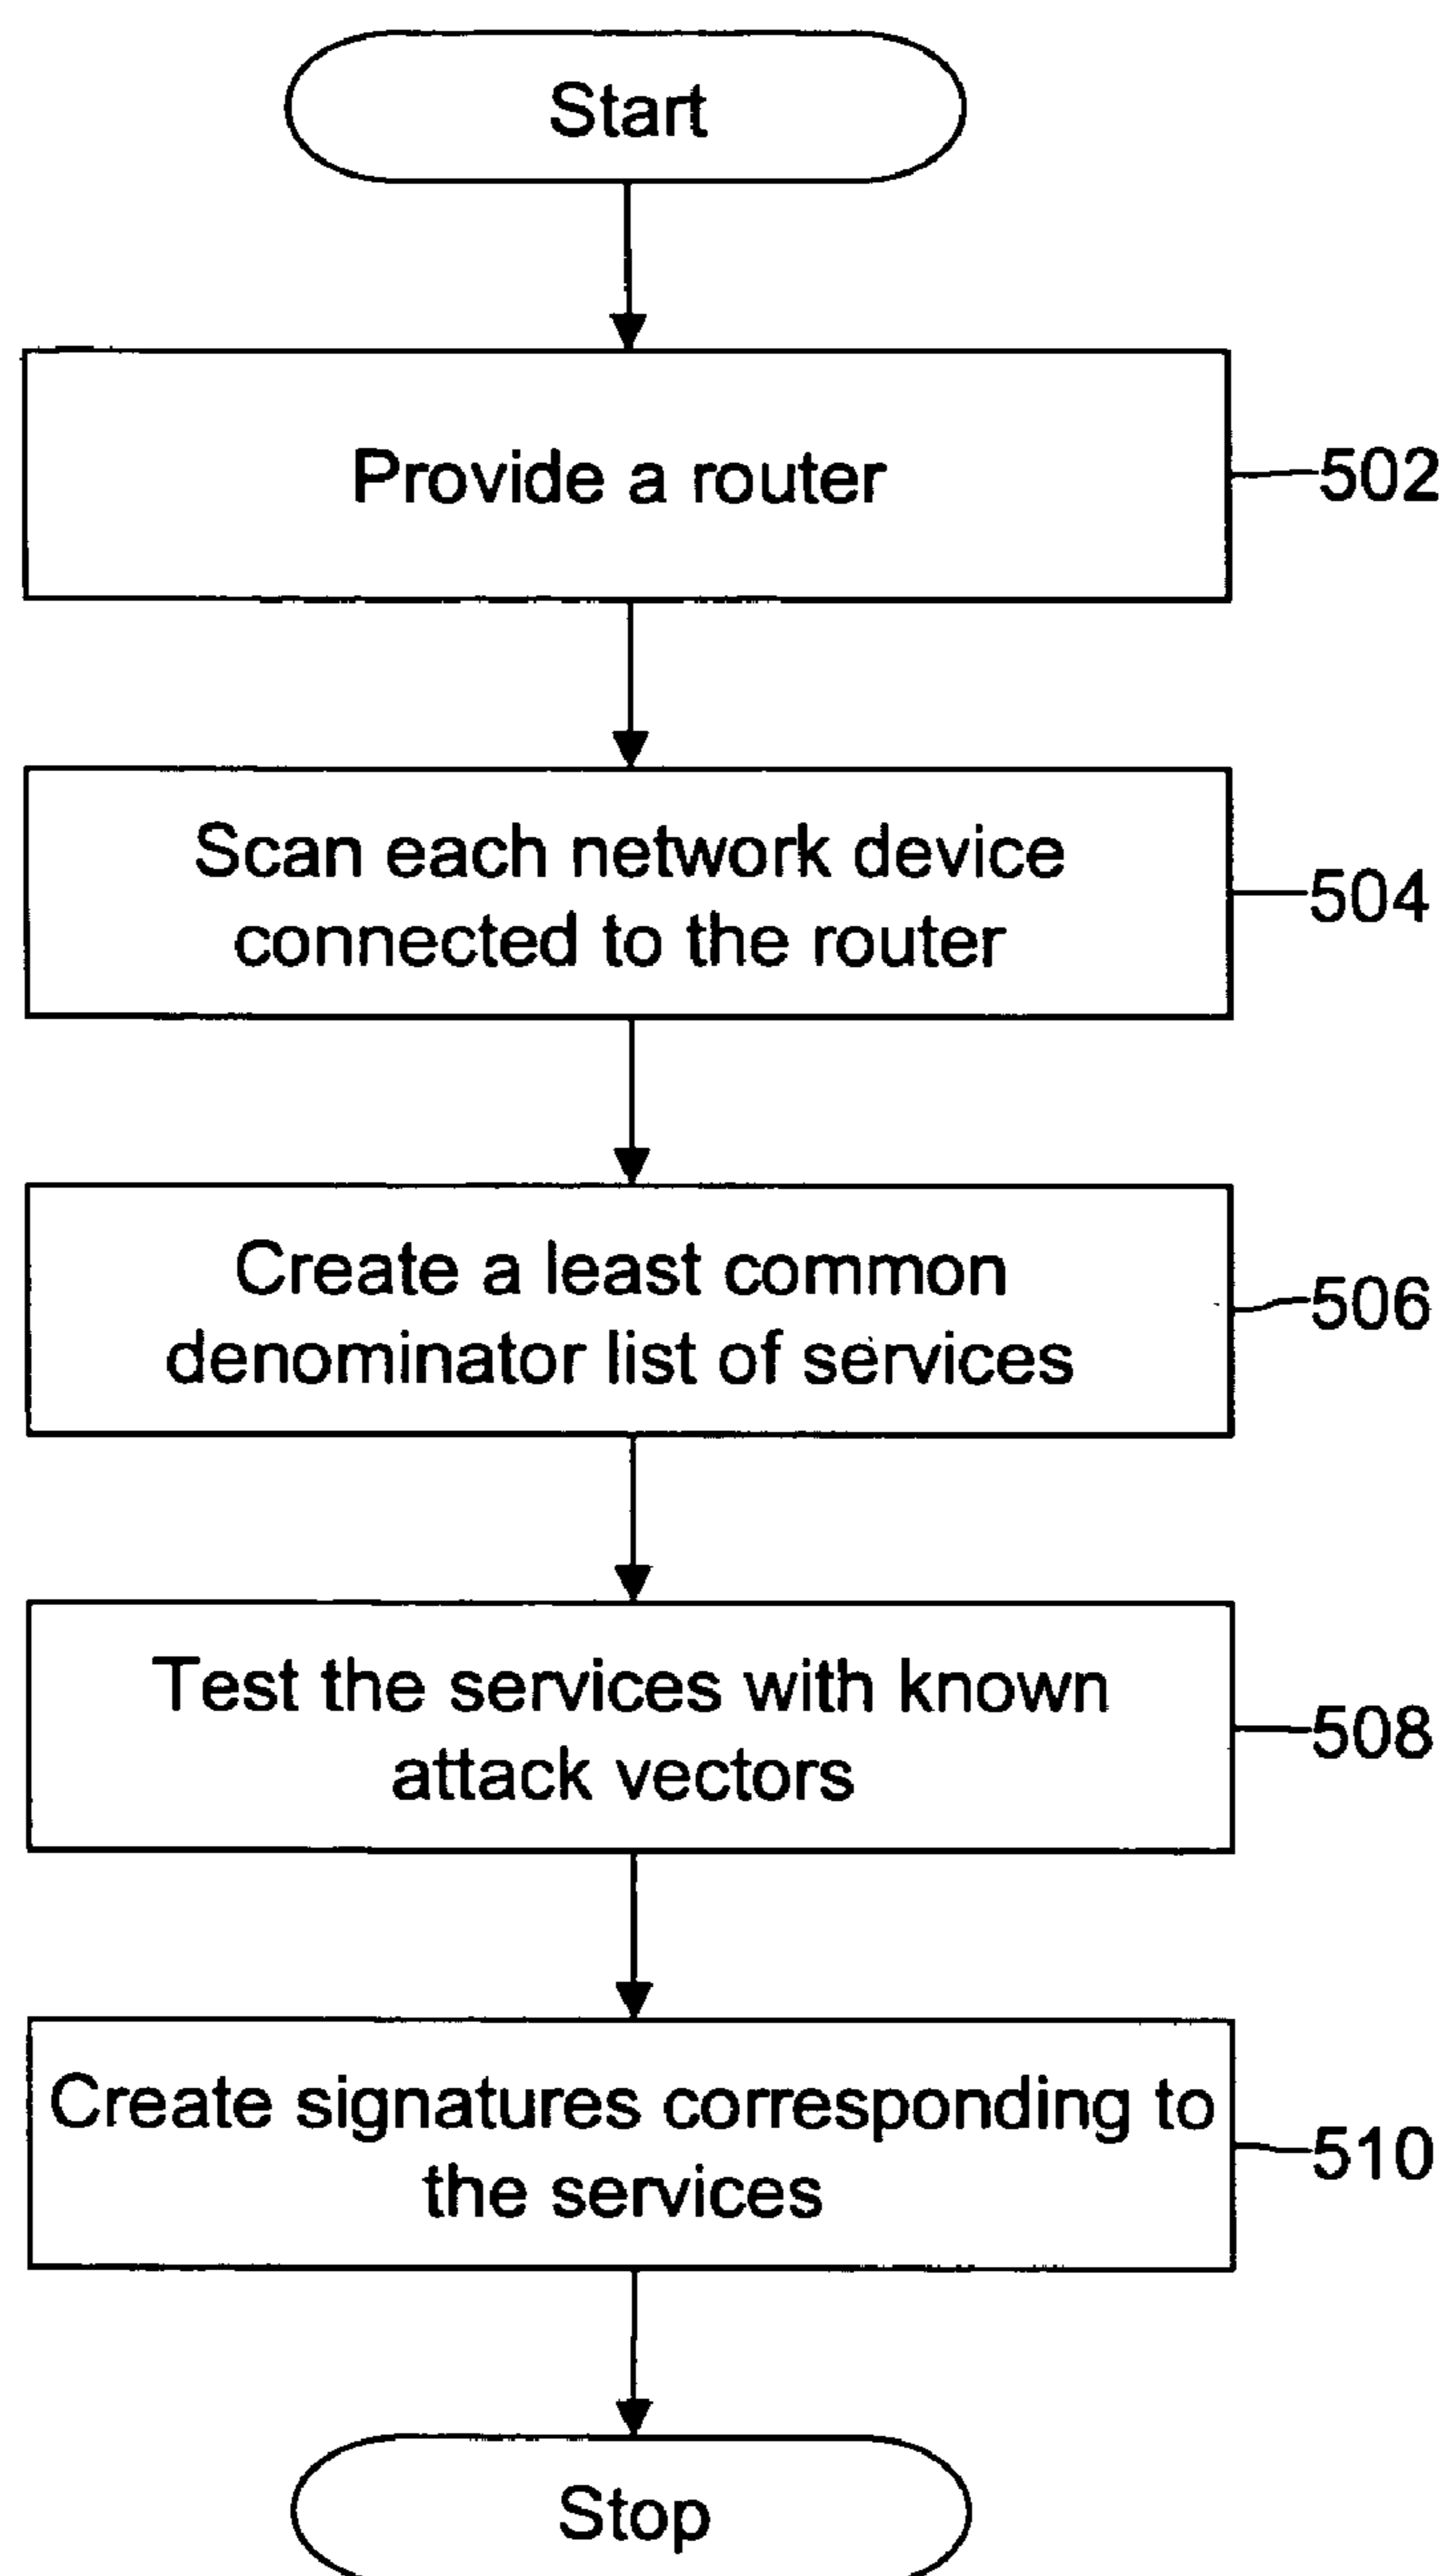 Start
Provide a router
502
Scan each network device
connected to the router
504
Create a least common
denominator list of services
506
Test the services with known
attack vectors
508
Create signatures corresponding to
the services
510
Stop